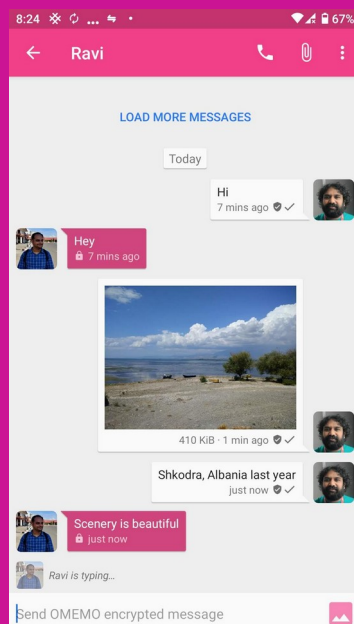 8:24 ... 67%
Ravi
LOAD MORE MESSAGES
Today
Hi
7 mins ago
Hey
7 mins ago
410 KiB · 1 min ago
Shkodra, Albania last year
just now
Scenery is beautiful
just now
Ravi is typing...
Send OMEMO encrypted message